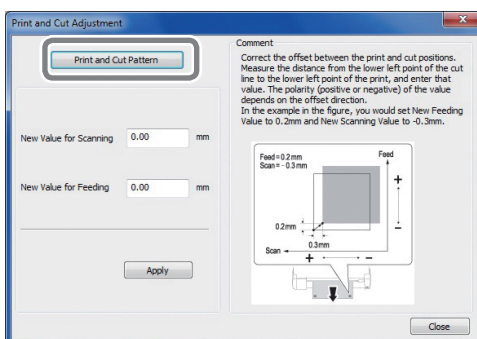 Print and Cut Adjustment
Print and Cut Pattern
New Value for Scanning 0.00 mm
New Value for Feeding 0.00 mm
Apply
Comment
Correct the offset between the print and cut positions.
Measure the distance from the lower left point of the cut
line to the lower left point of the print, and enter that
value. The polarity (positive or negative) of the value
depends on the offset direction.
In the example in the figure, you would set New Feeding
Value to 0.2mm and New Scanning Value to -0.3mm.
Feed=0.2mm
Scan=-0.3mm
Feed
+
-
0.2mm
0.3mm
Scan
+ -
Close